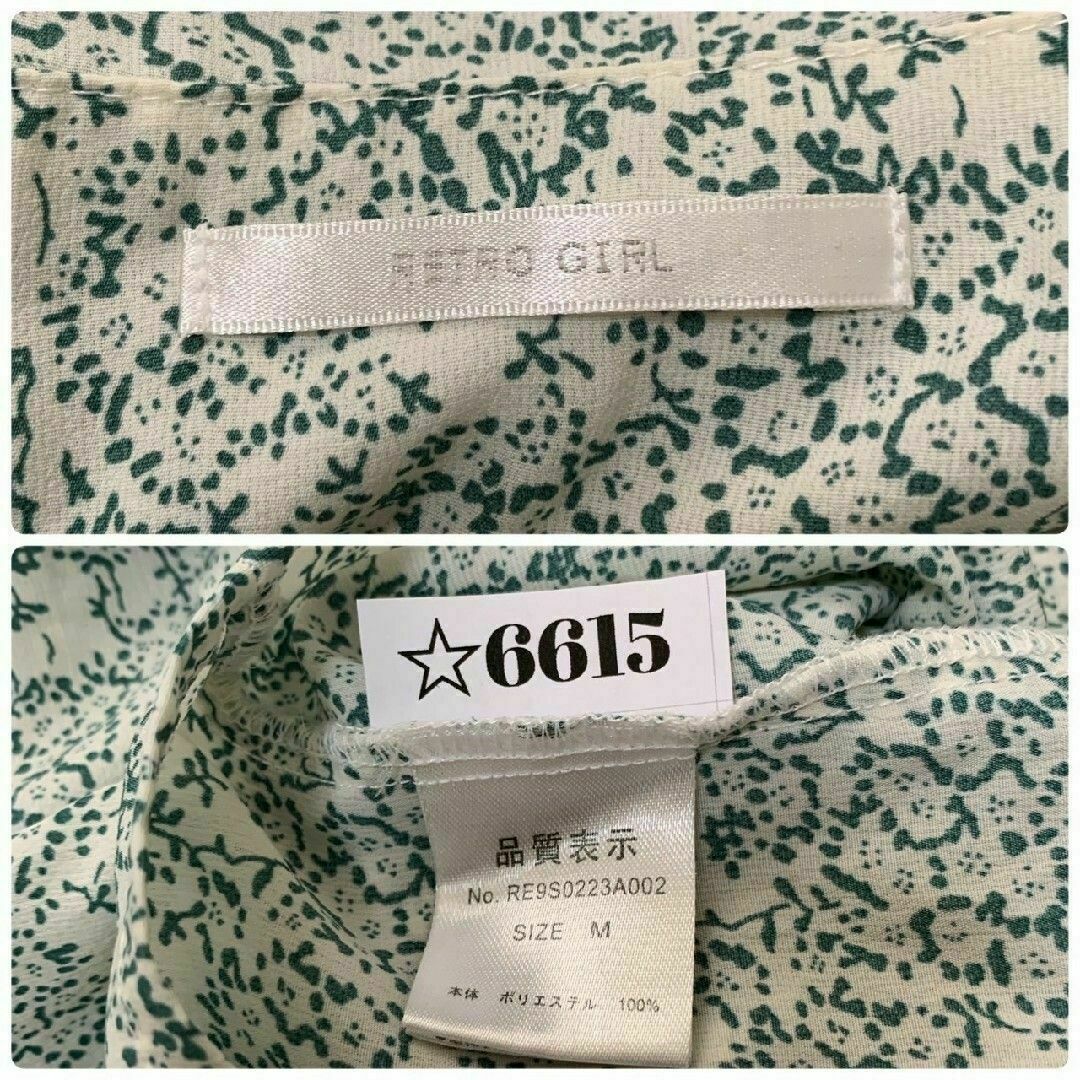 RETRO GIRL
☆6615
品質表示
No. RE9S0223A002
SIZE M
本体 ポリエステル 100%